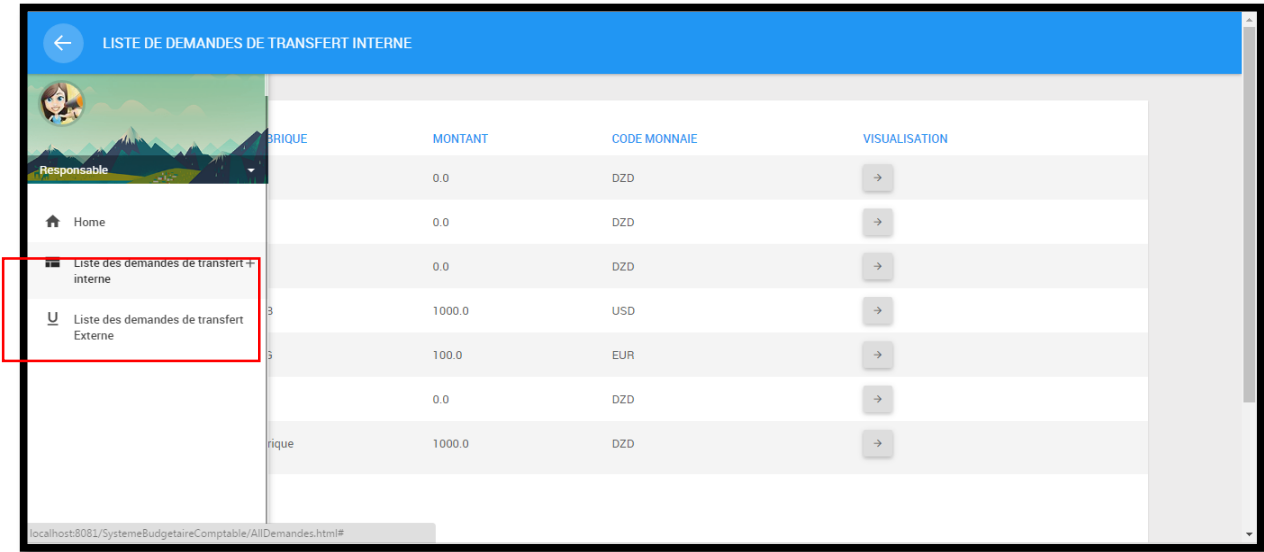 LISTE DE DEMANDES DE TRANSFERT INTERNE
Responsable
Home
Liste des demandes de transfert +
interne
U Liste des demandes de transfert
Externe
BRIQUE MONTANT CODE MONNAIE VISUALISATION
0.0 DZD
0.0 DZD
0.0 DZD
B 1000.0 USD
G 100.0 EUR
0.0 DZD
rique 1000.0 DZD
localhost:8081/SystemeBudgetaireComptable/AllDemandes.html#